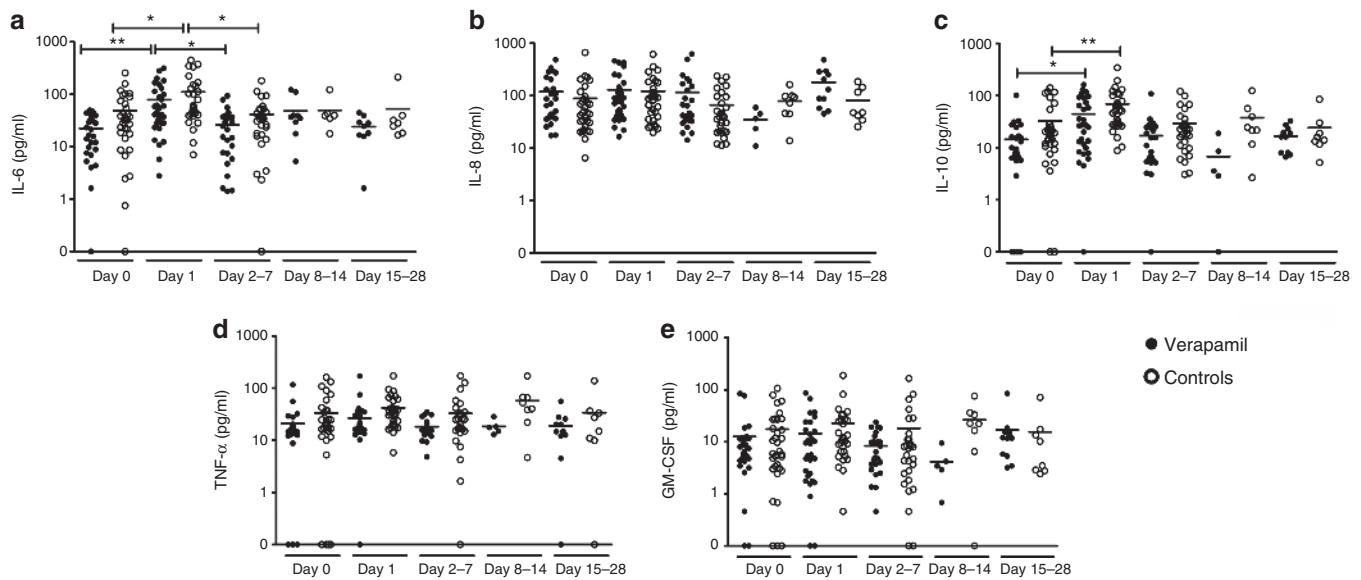 a
IL-6 (pg/ml)
1000
100
10
1
0
** * * *
Day 0 Day 1 Day 2–7 Day 8–14 Day 15–28
b
IL-8 (pg/ml)
1000
100
10
1
0
Day 0 Day 1 Day 2–7 Day 8–14 Day 15–28
c
IL-10 (pg/ml)
1000
100
10
1
0
* **
Day 0 Day 1 Day 2–7 Day 8–14 Day 15–28
d
TNF-α (pg/ml)
1000
100
10
1
0
Day 0 Day 1 Day 2–7 Day 8–14 Day 15–28
e
GM-CSF (pg/ml)
1000
100
10
1
0
Day 0 Day 1 Day 2–7 Day 8–14 Day 15–28
Verapamil
Controls